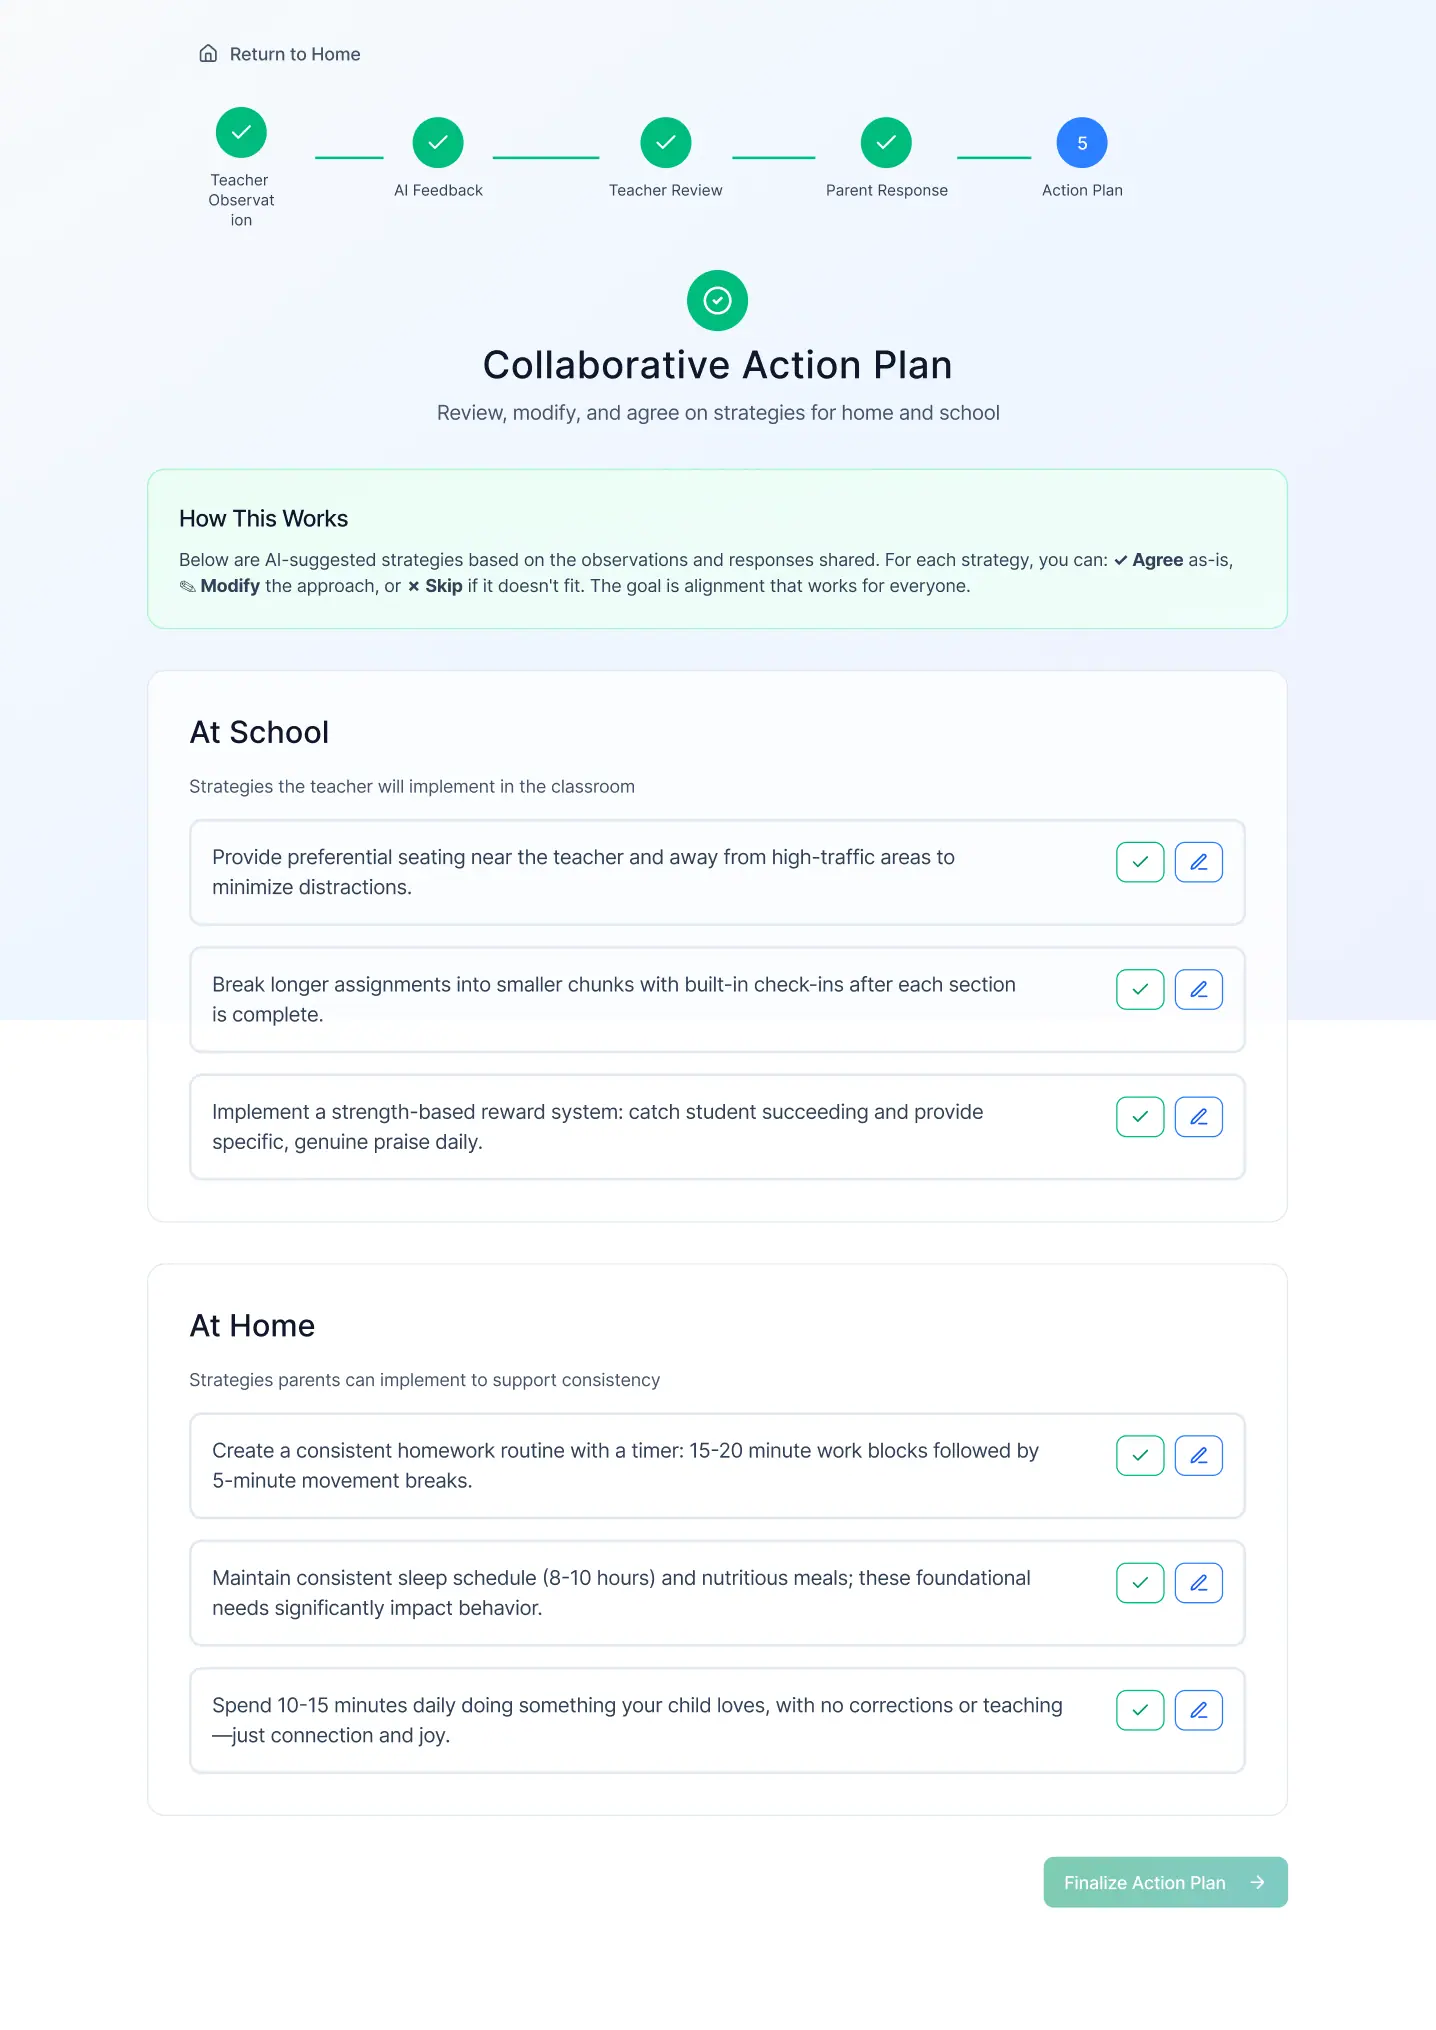 Return to Home
Teacher
Observat
ion
AI Feedback
Teacher Review
Parent Response
5
Action Plan
Collaborative Action Plan
Review, modify, and agree on strategies for home and school
How This Works
Below are AI-suggested strategies based on the observations and responses shared. For each strategy, you can: ✓ Agree as-is,
✎ Modify the approach, or × Skip if it doesn't fit. The goal is alignment that works for everyone.
At School
Strategies the teacher will implement in the classroom
Provide preferential seating near the teacher and away from high-traffic areas to
minimize distractions.
Break longer assignments into smaller chunks with built-in check-ins after each section
is complete.
Implement a strength-based reward system: catch student succeeding and provide
specific, genuine praise daily.
At Home
Strategies parents can implement to support consistency
Create a consistent homework routine with a timer: 15-20 minute work blocks followed by
5-minute movement breaks.
Maintain consistent sleep schedule (8-10 hours) and nutritious meals; these foundational
needs significantly impact behavior.
Spend 10-15 minutes daily doing something your child loves, with no corrections or teaching
—just connection and joy.
Finalize Action Plan →